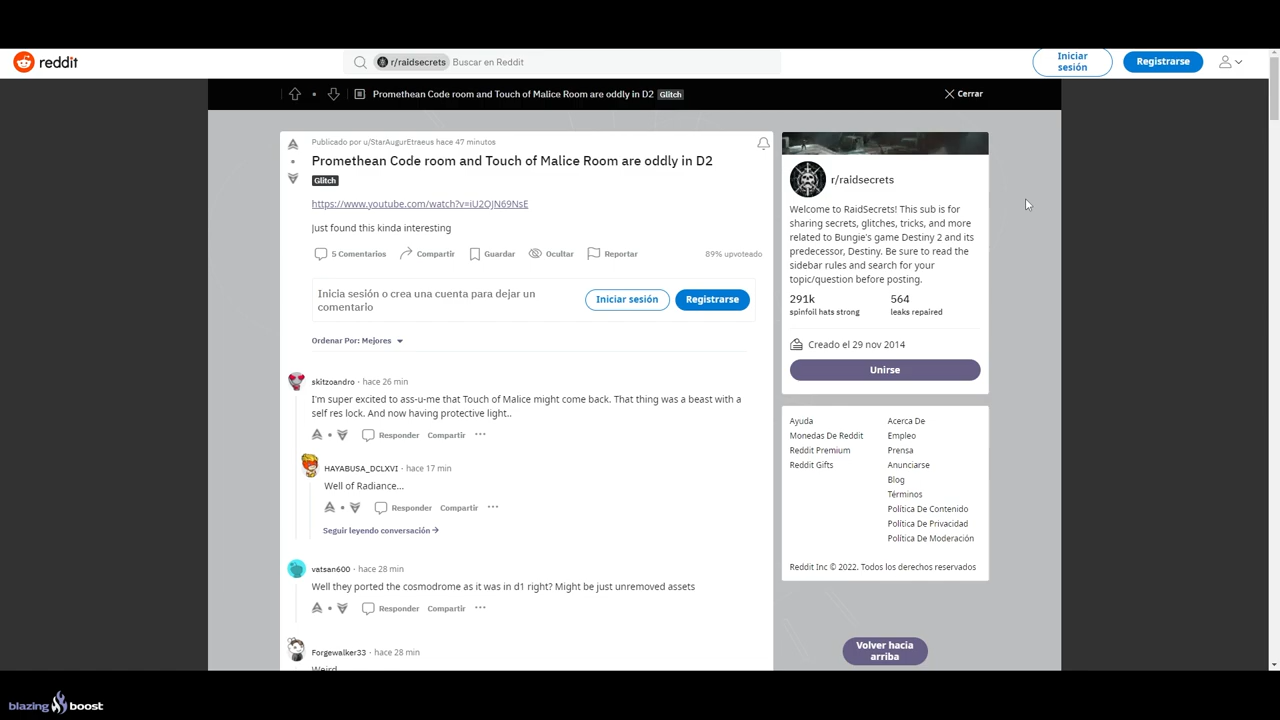 reddit
r/raidsecrets Buscar en Reddit
Iniciar sesión
Registrarse
Promethean Code room and Touch of Malice Room are oddly in D2 Glitch
Cerrar
Publicado por u/StarAugurEtraeus hace 47 minutos
Promethean Code room and Touch of Malice Room are oddly in D2
Glitch
https://www.youtube.com/watch?v=iU2OJN69NsE
Just found this kinda interesting
5 Comentarios Compartir Guardar Ocultar Reportar 89% upvoteado
Inicia sesión o crea una cuenta para dejar un
comentario
Iniciar sesión Registrarse
Ordenar Por: Mejores
skitzoandro · hace 26 min
I'm super excited to ass-u-me that Touch of Malice might come back. That thing was a beast with a
self res lock. And now having protective light..
Responder Compartir ···
HAYABUSA_DCLXVI · hace 17 min
Well of Radiance...
Responder Compartir ···
Seguir leyendo conversación
vatsan600 · hace 28 min
Well they ported the cosmodrome as it was in d1 right? Might be just unremoved assets
Responder Compartir ···
Forgewalker33 · hace 28 min
Weird
r/raidsecrets
Welcome to RaidSecrets! This sub is for
sharing secrets, glitches, tricks, and more
related to Bungie's game Destiny 2 and its
predecessor, Destiny. Be sure to read the
sidebar rules and search for your
topic/question before posting.
291k 564
spinfoil hats strong leaks repaired
Creado el 29 nov 2014
Unirse
Ayuda Acerca De
Monedas De Reddit Empleo
Reddit Premium Prensa
Reddit Gifts Anunciarse
Blog
Términos
Política De Contenido
Política De Privacidad
Política De Moderación
Reddit Inc © 2022. Todos los derechos reservados
Volver hacia
arriba
blazing boost